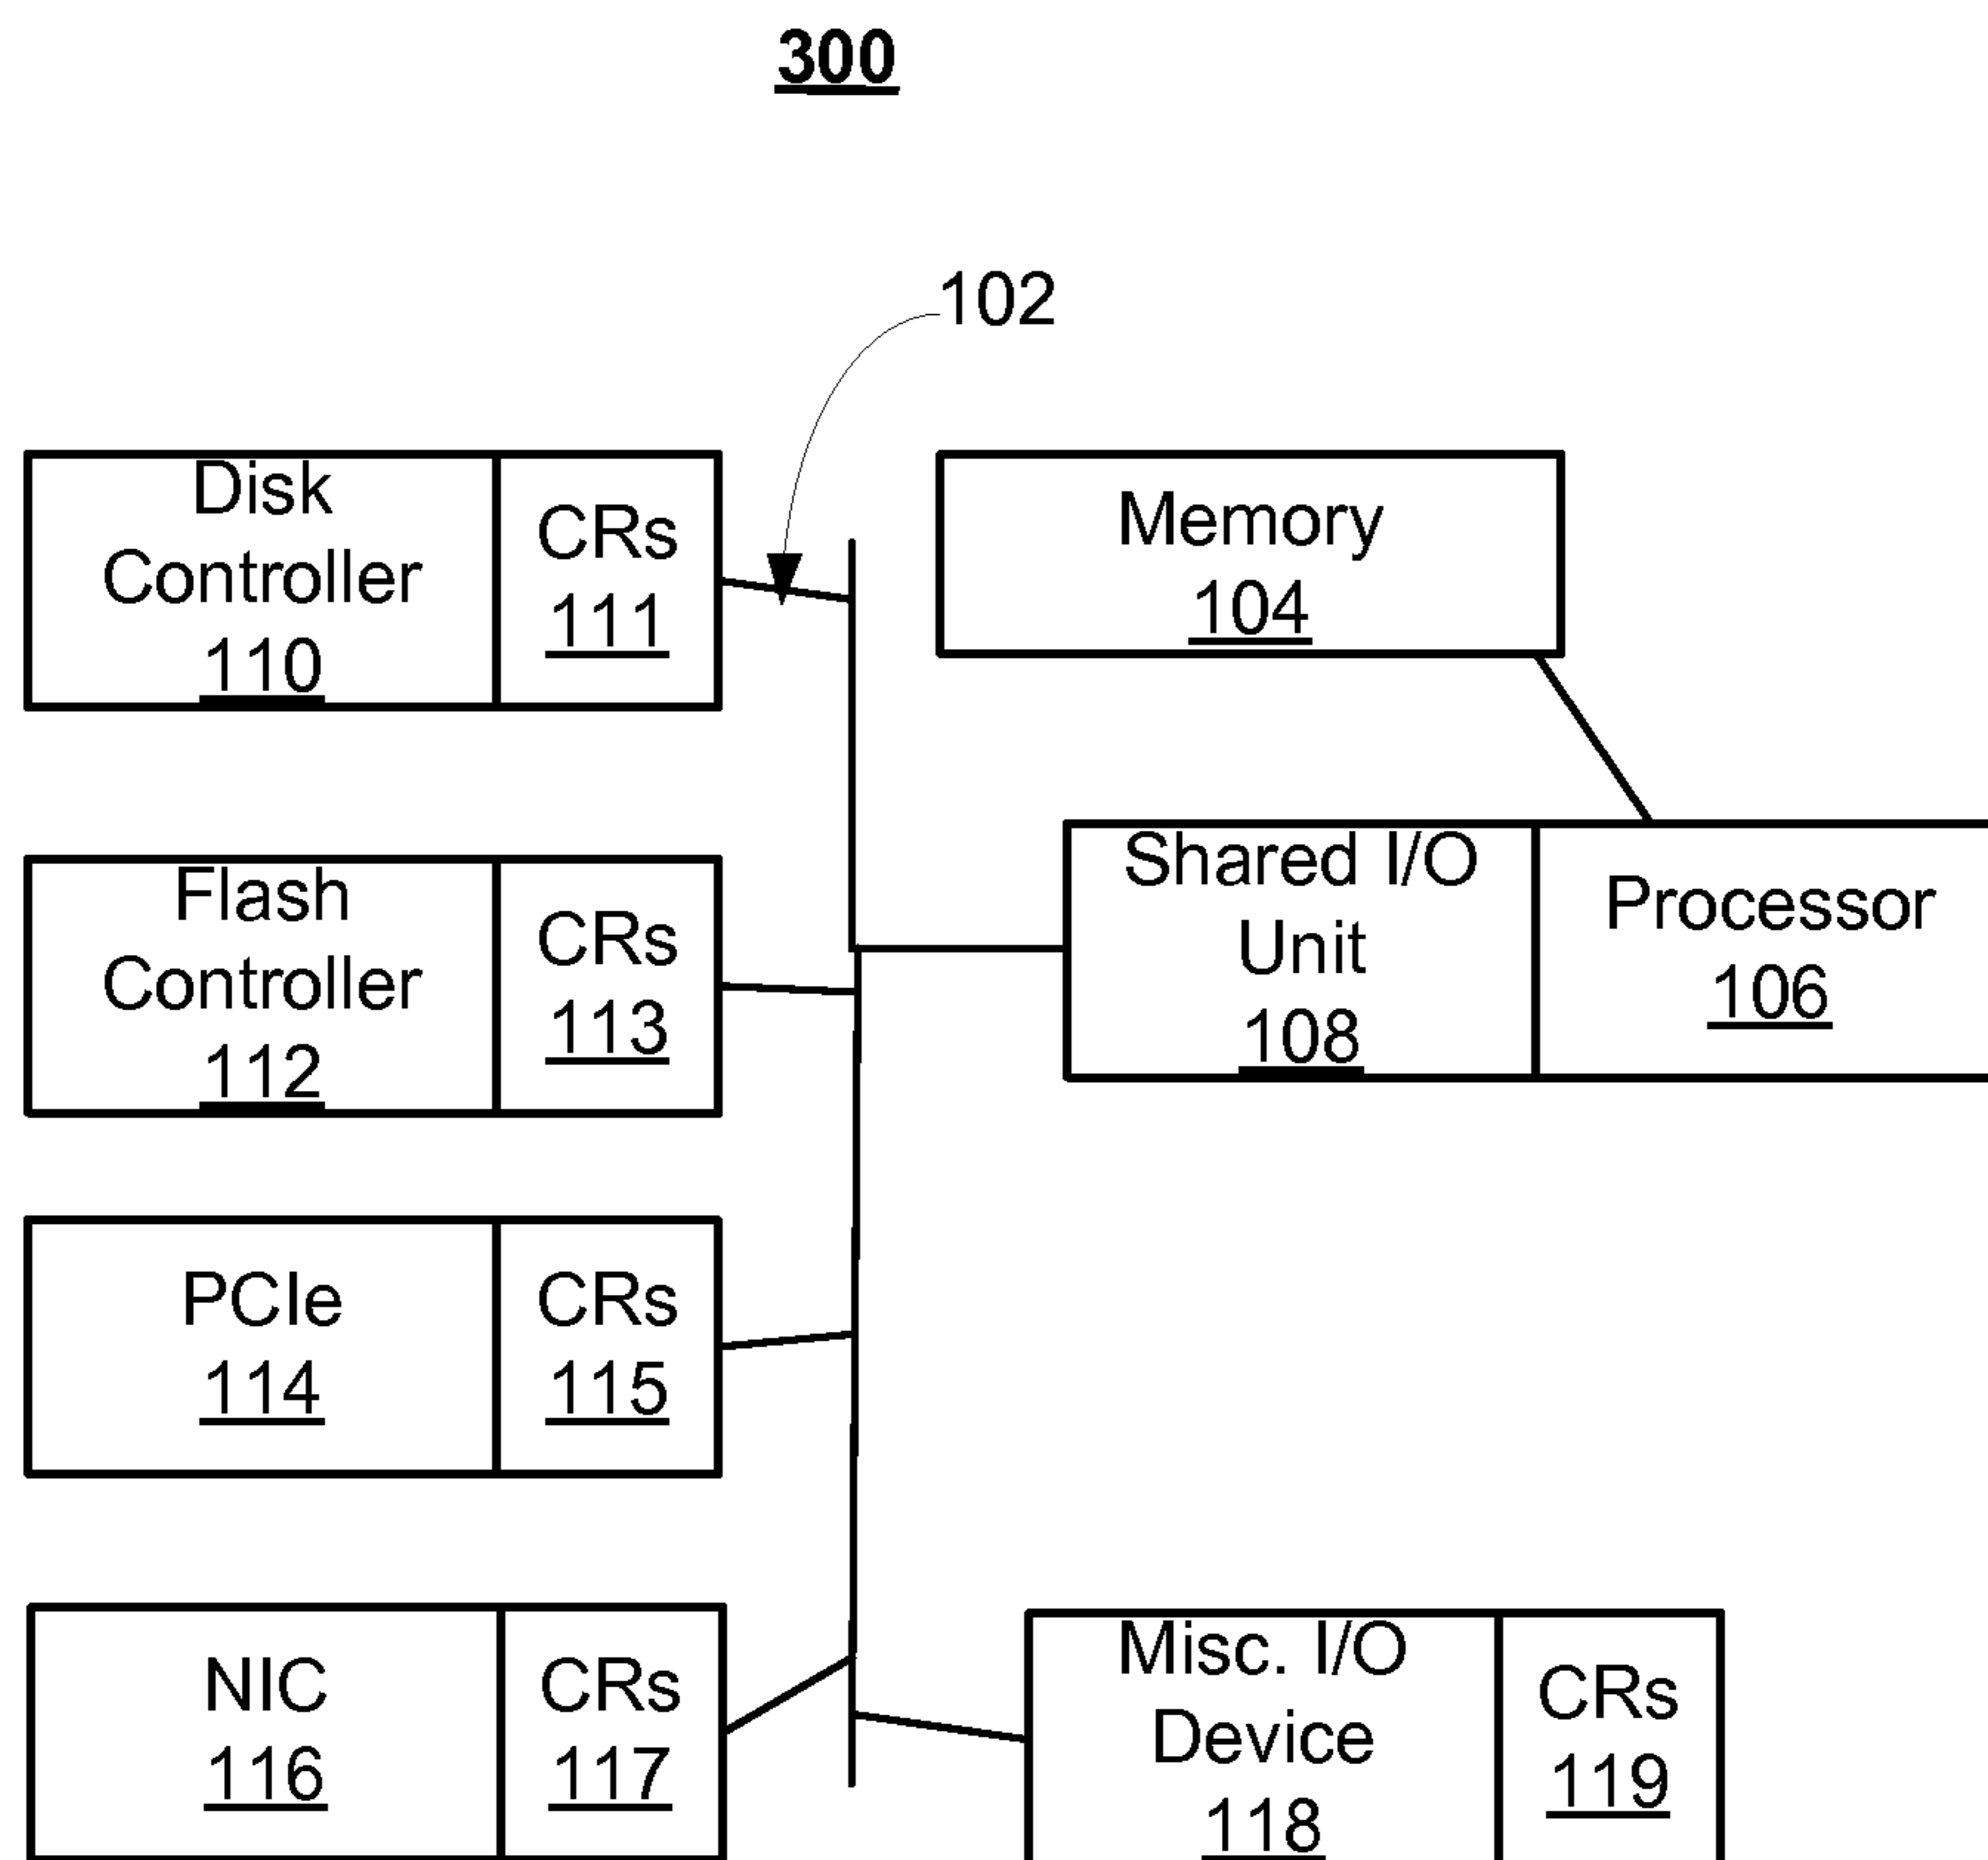 300
102
Disk
Controller
110
CRs
111
Memory
104
Flash
Controller
112
CRs
113
Shared I/O
Unit
108
Processor
106
PCIe
114
CRs
115
NIC
116
CRs
117
Misc. I/O
Device
118
CRs
119